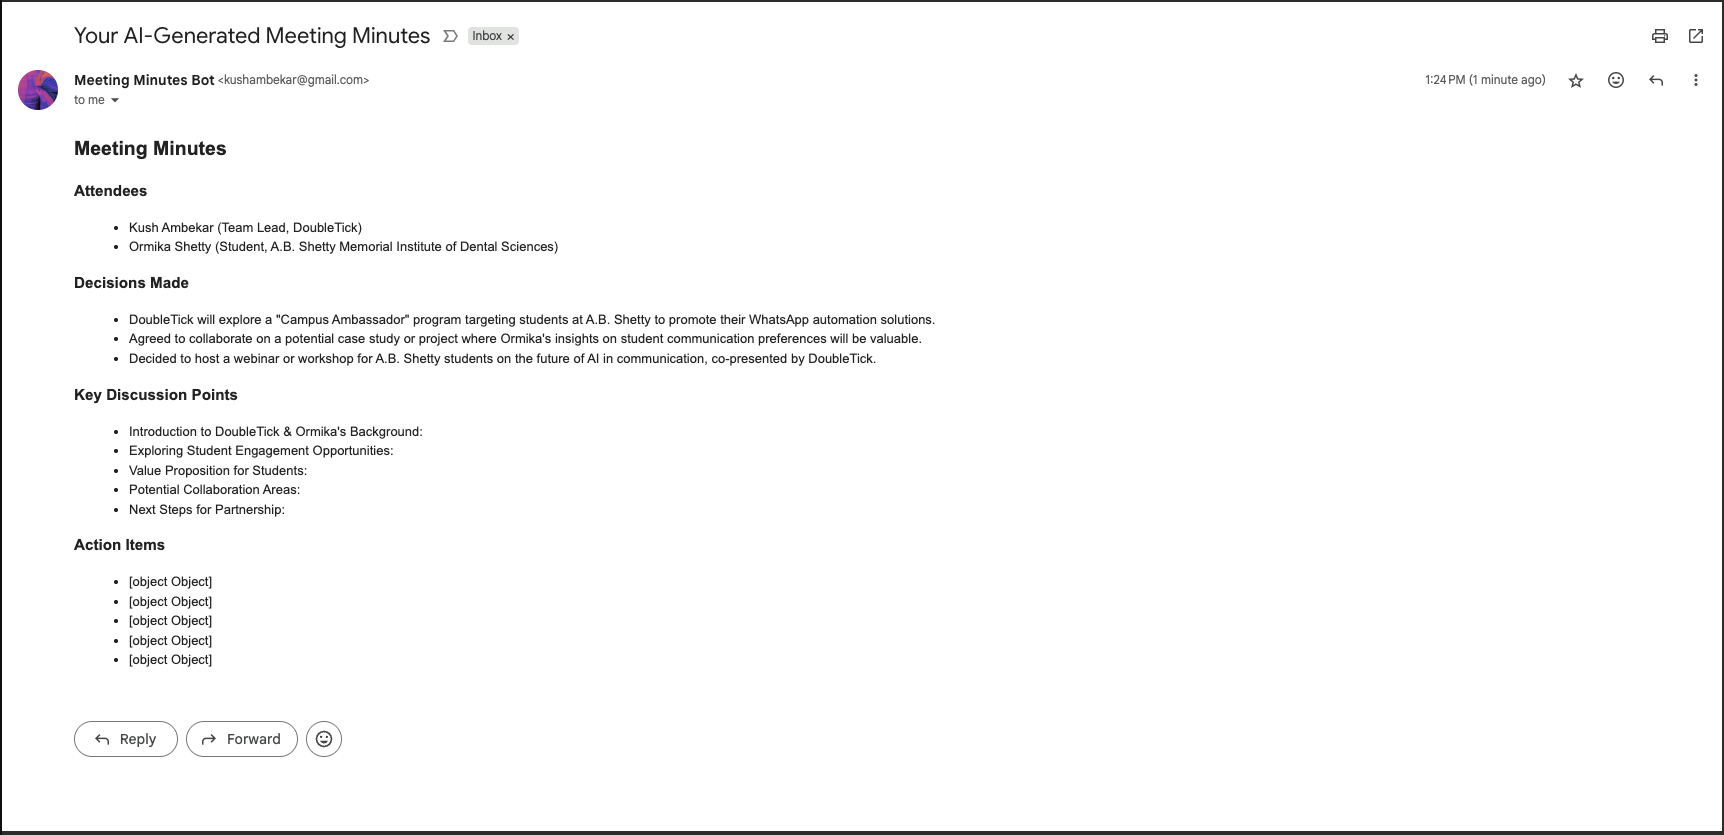 Your AI-Generated Meeting Minutes Inbox ×
Meeting Minutes Bot <kushambekar@gmail.com> 1:24 PM (1 minute ago)
to me
Meeting Minutes
Attendees
• Kush Ambekar (Team Lead, DoubleTick)
• Ormika Shetty (Student, A.B. Shetty Memorial Institute of Dental Sciences)
Decisions Made
• DoubleTick will explore a "Campus Ambassador" program targeting students at A.B. Shetty to promote their WhatsApp automation solutions.
• Agreed to collaborate on a potential case study or project where Ormika's insights on student communication preferences will be valuable.
• Decided to host a webinar or workshop for A.B. Shetty students on the future of AI in communication, co-presented by DoubleTick.
Key Discussion Points
• Introduction to DoubleTick & Ormika's Background:
• Exploring Student Engagement Opportunities:
• Value Proposition for Students:
• Potential Collaboration Areas:
• Next Steps for Partnership:
Action Items
• [object Object]
• [object Object]
• [object Object]
• [object Object]
• [object Object]
Reply Forward